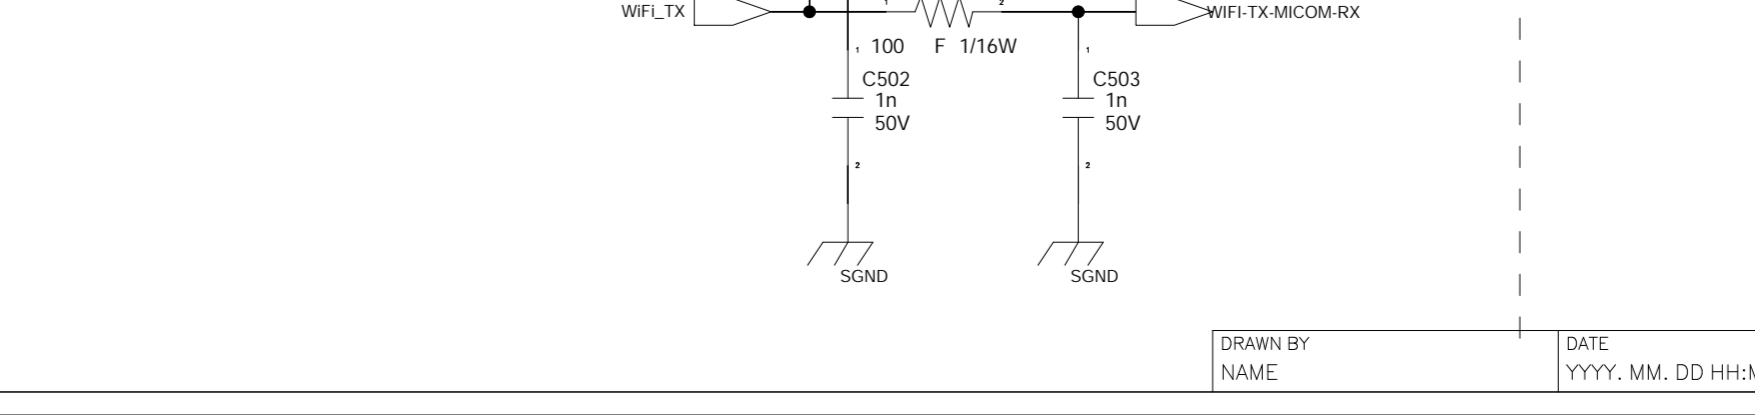 WiFi_TX
1
2
WIFI-TX-MICOM-RX
1 100 F 1/16W
1
C502
1n
50V
2
C503
1n
50V
2
SGND
SGND
DRAWN BY
NAME
DATE
YYYY. MM. DD HH:M